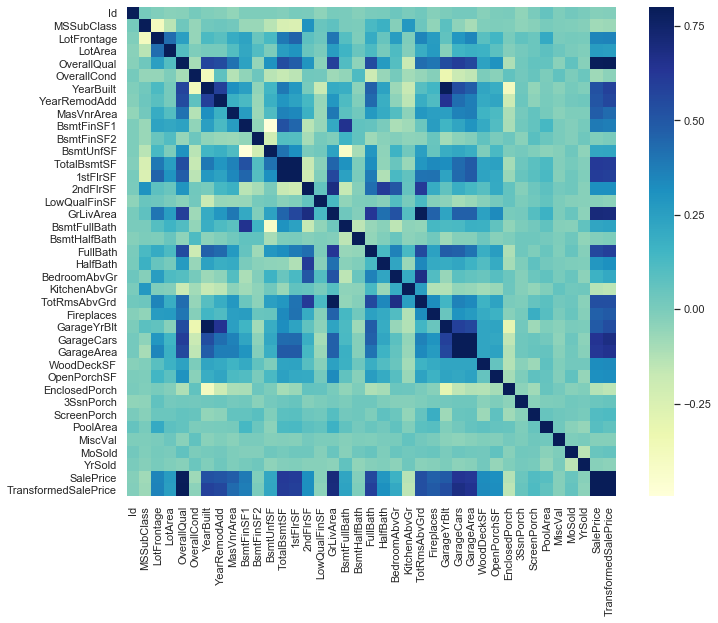 Id
MSSubClass
LotFrontage
LotArea
OverallQual
OverallCond
YearBuilt
YearRemodAdd
MasVnrArea
BsmtFinSF1
BsmtFinSF2
BsmtUnfSF
TotalBsmtSF
1stFlrSF
2ndFlrSF
LowQualFinSF
GrLivArea
BsmtFullBath
BsmtHalfBath
FullBath
HalfBath
BedroomAbvGr
KitchenAbvGr
TotRmsAbvGrd
Fireplaces
GarageYrBlt
GarageCars
GarageArea
WoodDeckSF
OpenPorchSF
EnclosedPorch
3SsnPorch
ScreenPorch
PoolArea
MiscVal
MoSold
YrSold
SalePrice
TransformedSalePrice
Id
MSSubClass
LotFrontage
LotArea
OverallQual
OverallCond
YearBuilt
YearRemodAdd
MasVnrArea
BsmtFinSF1
BsmtFinSF2
BsmtUnfSF
TotalBsmtSF
1stFlrSF
2ndFlrSF
LowQualFinSF
GrLivArea
BsmtFullBath
BsmtHalfBath
FullBath
HalfBath
BedroomAbvGr
KitchenAbvGr
TotRmsAbvGrd
Fireplaces
GarageYrBlt
GarageCars
GarageArea
WoodDeckSF
OpenPorchSF
EnclosedPorch
3SsnPorch
ScreenPorch
PoolArea
MiscVal
MoSold
YrSold
SalePrice
TransformedSalePrice
0.75
0.50
0.25
0.00
−0.25